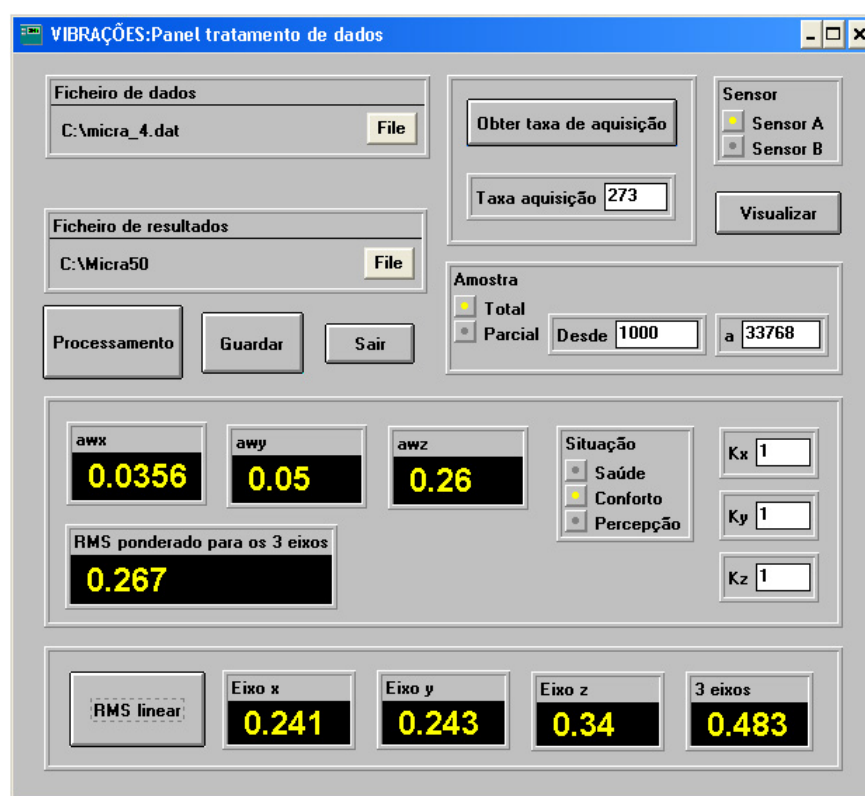 VIBRAÇÕES:Panel tratamento de dados
Ficheiro de dados
C:\micra_4.dat File
Obter taxa de aquisição
Taxa aquisição 273
Sensor
Sensor A
Sensor B
Visualizar
Ficheiro de resultados
C:\Micra50 File
Amostra
Total
Parcial Desde 1000 a 33768
Processamento Guardar Sair
awx awy awz
0.0356 0.05 0.26
Situação
Saúde
Conforto
Percepção
Kx 1
Ky 1
Kz 1
RMS ponderado para os 3 eixos
0.267
RMS linear
Eixo x Eixo y Eixo z 3 eixos
0.241 0.243 0.34 0.483